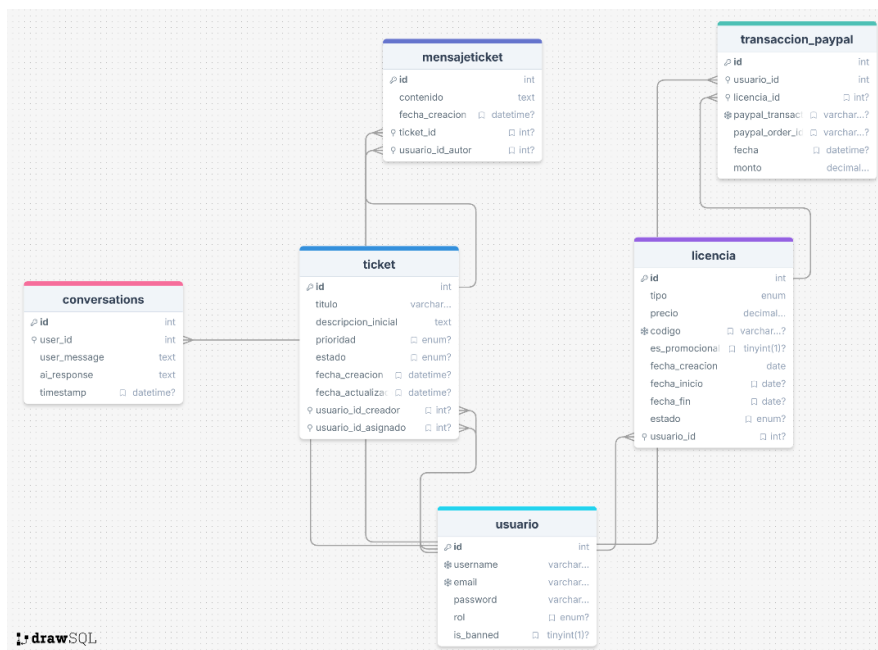 transaccion_paypal
id int
usuario_id int
licencia_id int?
paypal_transac varchar...?
paypal_order_id varchar...?
fecha datetime?
monto decimal...
mensajeticket
id int
contenido text
fecha_creacion datetime?
ticket_id int?
usuario_id_autor int?
licencia
id int
tipo enum
precio decimal...
codigo varchar...?
es_promocional tinyint(1)?
fecha_creacion date
fecha_inicio date?
fecha_fin date?
estado enum?
usuario_id int?
ticket
id int
titulo varchar...
descripcion_inicial text
prioridad enum?
estado enum?
fecha_creacion datetime?
fecha_actualiza datetime?
usuario_id_creador int?
usuario_id_asignado int?
conversations
id int
user_id int
user_message text
ai_response text
timestamp datetime?
usuario
id int
username varchar...
email varchar...
password varchar...
rol enum?
is_banned tinyint(1)?
drawSQL